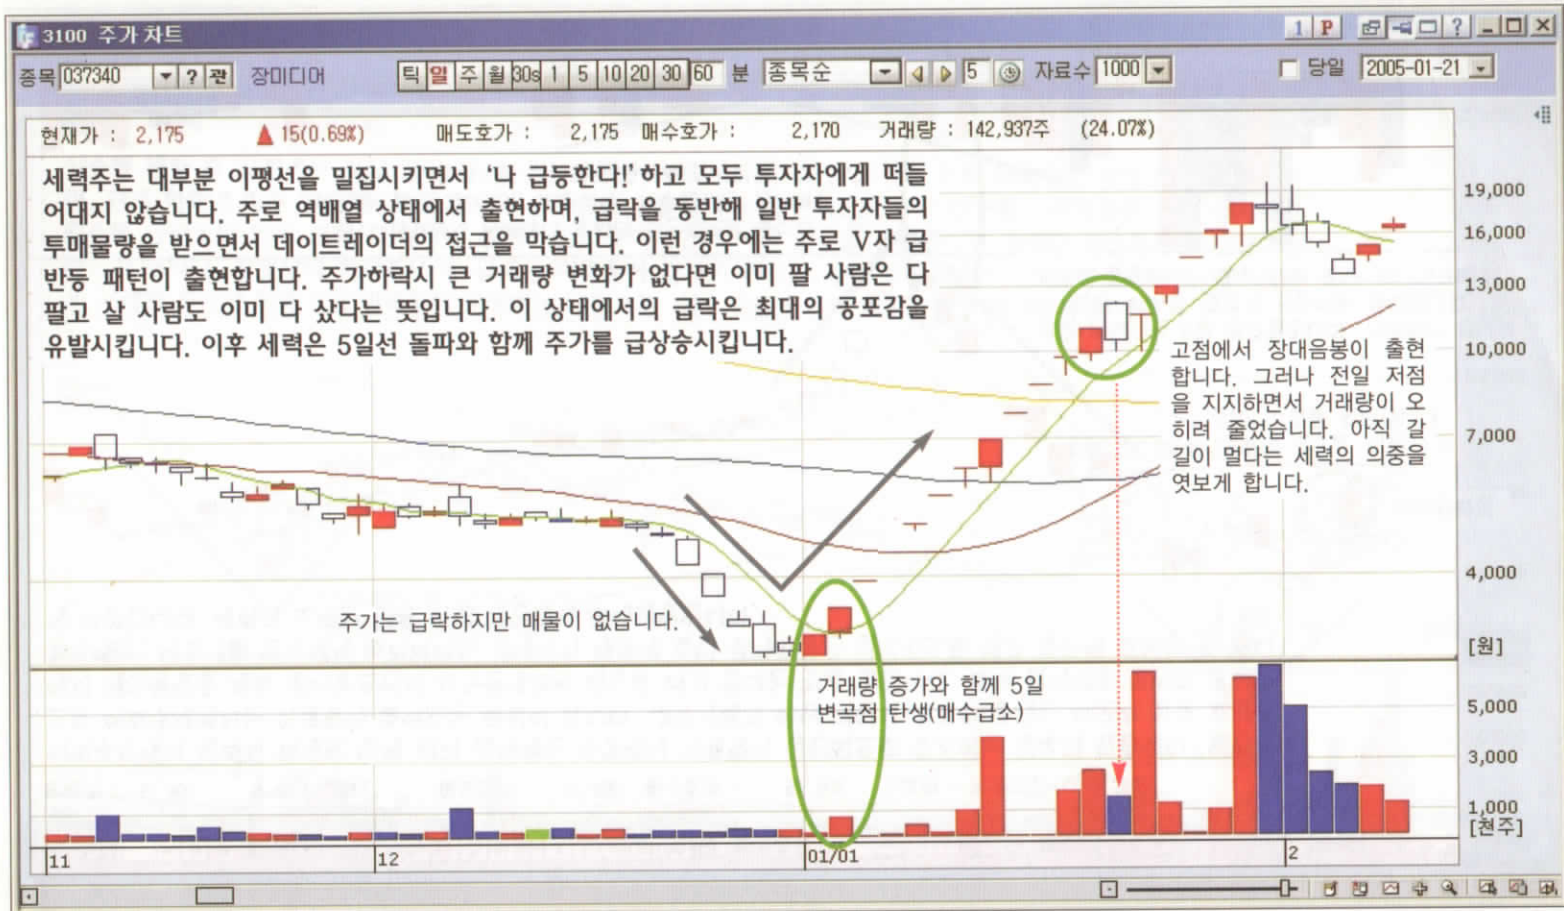 3100 주가 차트
1 P ?
종목 037340 ? 관 장미디어 틱 일 주 월 30s 1 5 10 20 30 60 분 종목순 5 자료수 1000 당일 2005-01-21
현재가 : 2,175 ▲ 15(0.69%) 매도호가 : 2,175 매수호가 : 2,170 거래량 : 142,937주 (24.07%)
세력주는 대부분 이평선을 밀집시키면서 ‘나 급등한다!’ 하고 모두 투자자에게 떠들
어대지 않습니다. 주로 역배열 상태에서 출현하며, 급락을 동반해 일반 투자자들의
투매물량을 받으면서 데이트레이더의 접근을 막습니다. 이런 경우에는 주로 V자 급
반등 패턴이 출현합니다. 주가하락시 큰 거래량 변화가 없다면 이미 팔 사람은 다
팔고 살 사람도 이미 다 샀다는 뜻입니다. 이 상태에서의 급락은 최대의 공포감을
유발시킵니다. 이후 세력은 5일선 돌파와 함께 주가를 급상승시킵니다.
19,000
16,000
13,000
10,000
7,000
4,000
[원]
고점에서 장대음봉이 출현
합니다. 그러나 전일 저점
을 지지하면서 거래량이 오
히려 줄었습니다. 아직 갈
길이 멀다는 세력의 의중을
엿보게 합니다.
주가는 급락하지만 매물이 없습니다.
거래량 증가와 함께 5일
변곡점 탄생(매수급소)
5,000
3,000
1,000
[천주]
11 12 01/01 2